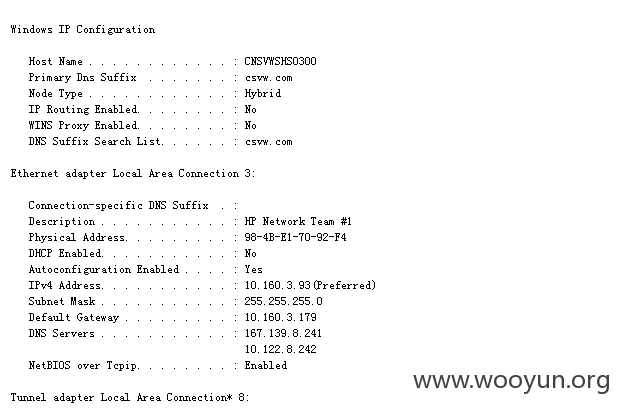 Windows IP Configuration
Host Name . . . . . . . . . . . . : CNSVWSHS0300
Primary Dns Suffix . . . . . . . : csvw.com
Node Type . . . . . . . . . . . . : Hybrid
IP Routing Enabled. . . . . . . . : No
WINS Proxy Enabled. . . . . . . . : No
DNS Suffix Search List. . . . . . : csvw.com
Ethernet adapter Local Area Connection 3:
Connection-specific DNS Suffix . :
Description . . . . . . . . . . . : HP Network Team #1
Physical Address. . . . . . . . . : 98-4B-E1-70-92-F4
DHCP Enabled. . . . . . . . . . . : No
Autoconfiguration Enabled . . . . : Yes
IPv4 Address. . . . . . . . . . . : 10.160.3.93(Preferred)
Subnet Mask . . . . . . . . . . . : 255.255.255.0
Default Gateway . . . . . . . . . : 10.160.3.179
DNS Servers . . . . . . . . . . . : 167.139.8.241
10.122.8.242
NetBIOS over Tcpip. . . . . . . . : Enabled
www.wooyun.org
Tunnel adapter Local Area Connection* 8: